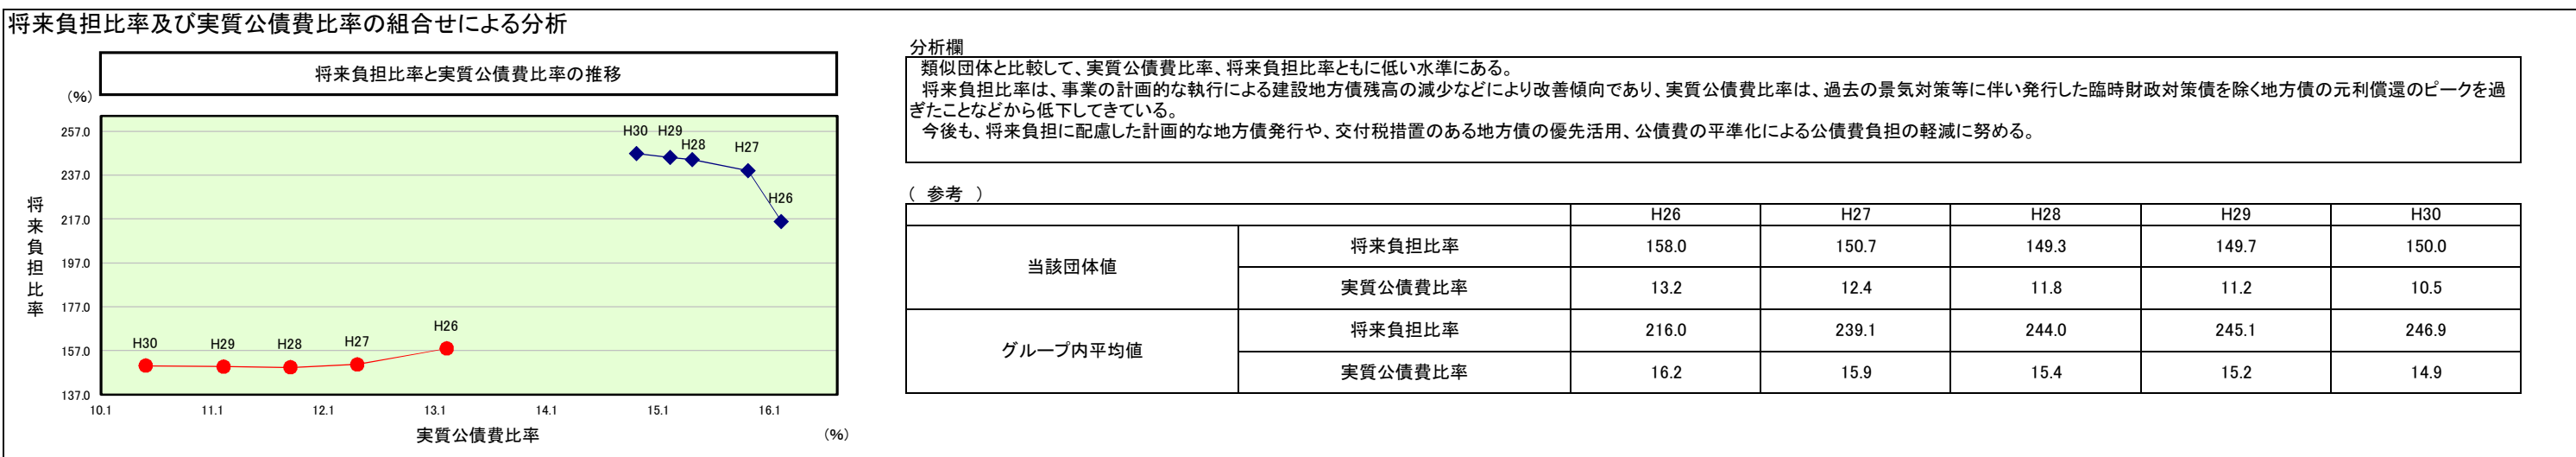 将来負担比率及び実質公債費比率の組合せによる分析
将来負担比率と実質公債費比率の推移
(%)
257.0
237.0
217.0
197.0
177.0
157.0
137.0
将来負担比率
H30 H29 H28 H27 H26
H30 H29 H28 H27 H26
10.1 11.1 12.1 13.1 14.1 15.1 16.1
実質公債費比率
(%)
分析欄
類似団体と比較して、実質公債費比率、将来負担比率ともに低い水準にある。
将来負担比率は、事業の計画的な執行による建設地方債残高の減少などにより改善傾向であり、実質公債費比率は、過去の景気対策等に伴い発行した臨時財政対策債を除く地方債の元利償還のピークを過
ぎたことなどから低下してきている。
今後も、将来負担に配慮した計画的な地方債発行や、交付税措置のある地方債の優先活用、公債費の平準化による公債費負担の軽減に努める。
( 参考 )
H26 H27 H28 H29 H30
当該団体値
将来負担比率 158.0 150.7 149.3 149.7 150.0
実質公債費比率 13.2 12.4 11.8 11.2 10.5
グループ内平均値
将来負担比率 216.0 239.1 244.0 245.1 246.9
実質公債費比率 16.2 15.9 15.4 15.2 14.9